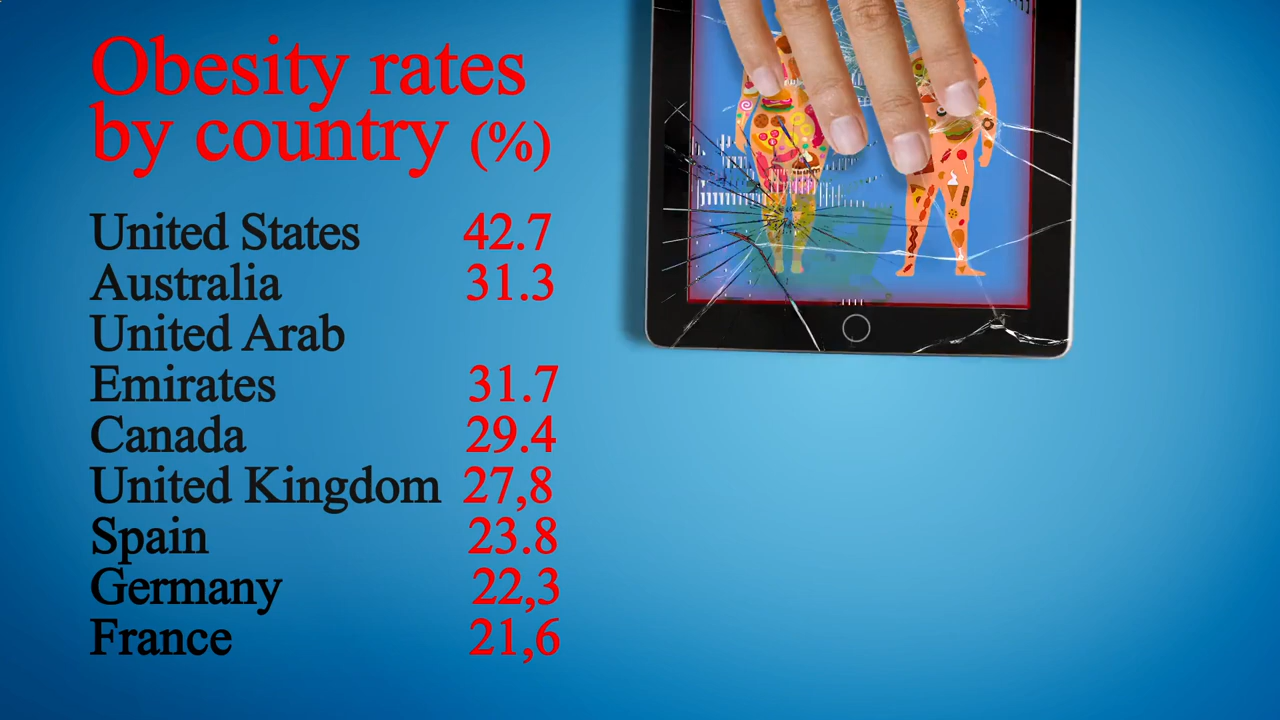 Obesity rates
by country (%)
United States 42.7
Australia 31.3
United Arab
Emirates 31.7
Canada 29.4
United Kingdom 27,8
Spain 23.8
Germany 22,3
France 21,6